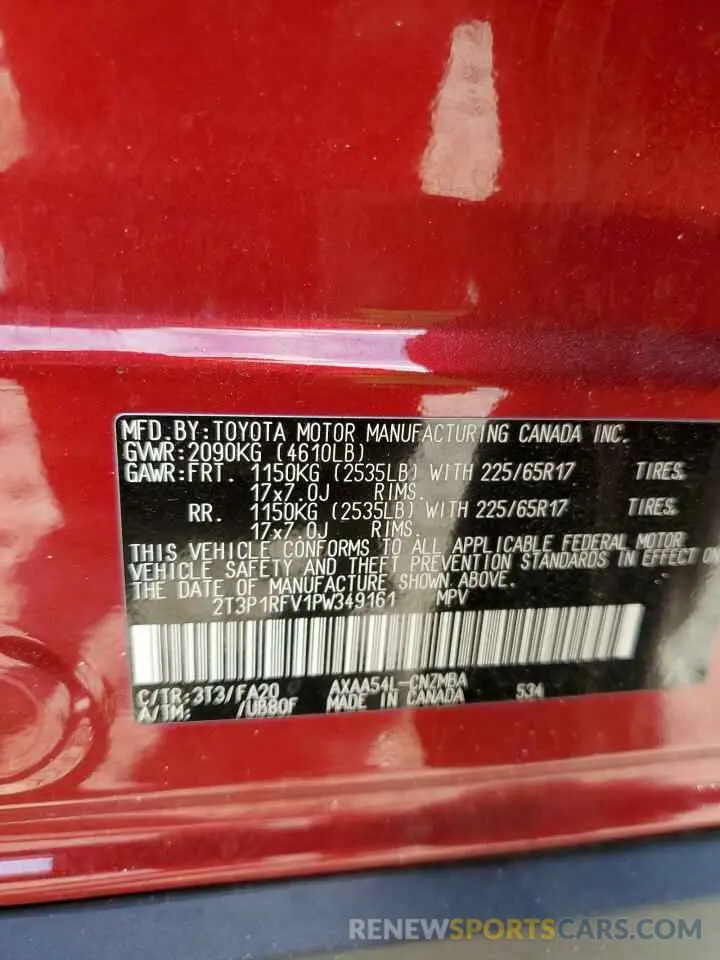 MFD.BY:TOYOTA MOTOR MANUFACTURING CANADA INC.
GVWR:2090KG (4610LB)
GAWR:FRT. 1150KG (2535LB) WITH 225/65R17 TIRES.
17x7.0J RIMS.
RR. 1150KG (2535LB) WITH 225/65R17 TIRES.
17x7.0J RIMS.
THIS VEHICLE CONFORMS TO ALL APPLICABLE FEDERAL MOTOR
VEHICLE SAFETY AND THEFT PREVENTION STANDARDS IN EFFECT ON
THE DATE OF MANUFACTURE SHOWN ABOVE.
2T3P1RFV1PW349161 MPV
C/TR:3T3/FA20 AXAA54L-CNZMBA 534
A/TM: /UB80F MADE IN CANADA
RENEWSPORTSCARS.COM